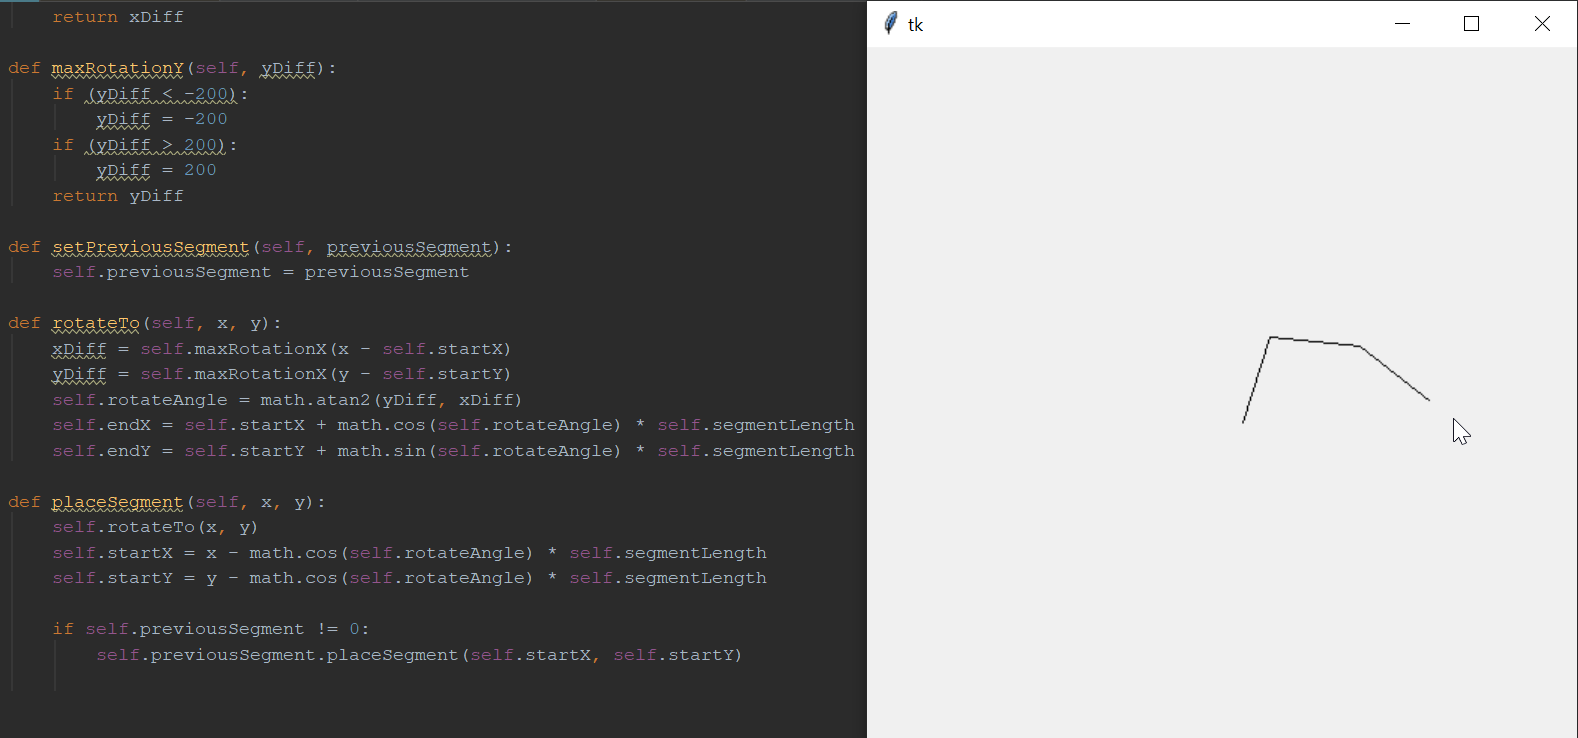 return xDiff
def maxRotationY(self, yDiff):
if (yDiff < -200):
yDiff = -200
if (yDiff > 200):
yDiff = 200
return yDiff
def setPreviousSegment(self, previousSegment):
self.previousSegment = previousSegment
def rotateTo(self, x, y):
xDiff = self.maxRotationX(x - self.startX)
yDiff = self.maxRotationX(y - self.startY)
self.rotateAngle = math.atan2(yDiff, xDiff)
self.endX = self.startX + math.cos(self.rotateAngle) * self.segmentLength
self.endY = self.startY + math.sin(self.rotateAngle) * self.segmentLength
def placeSegment(self, x, y):
self.rotateTo(x, y)
self.startX = x - math.cos(self.rotateAngle) * self.segmentLength
self.startY = y - math.cos(self.rotateAngle) * self.segmentLength
if self.previousSegment != 0:
self.previousSegment.placeSegment(self.startX, self.startY)
tk